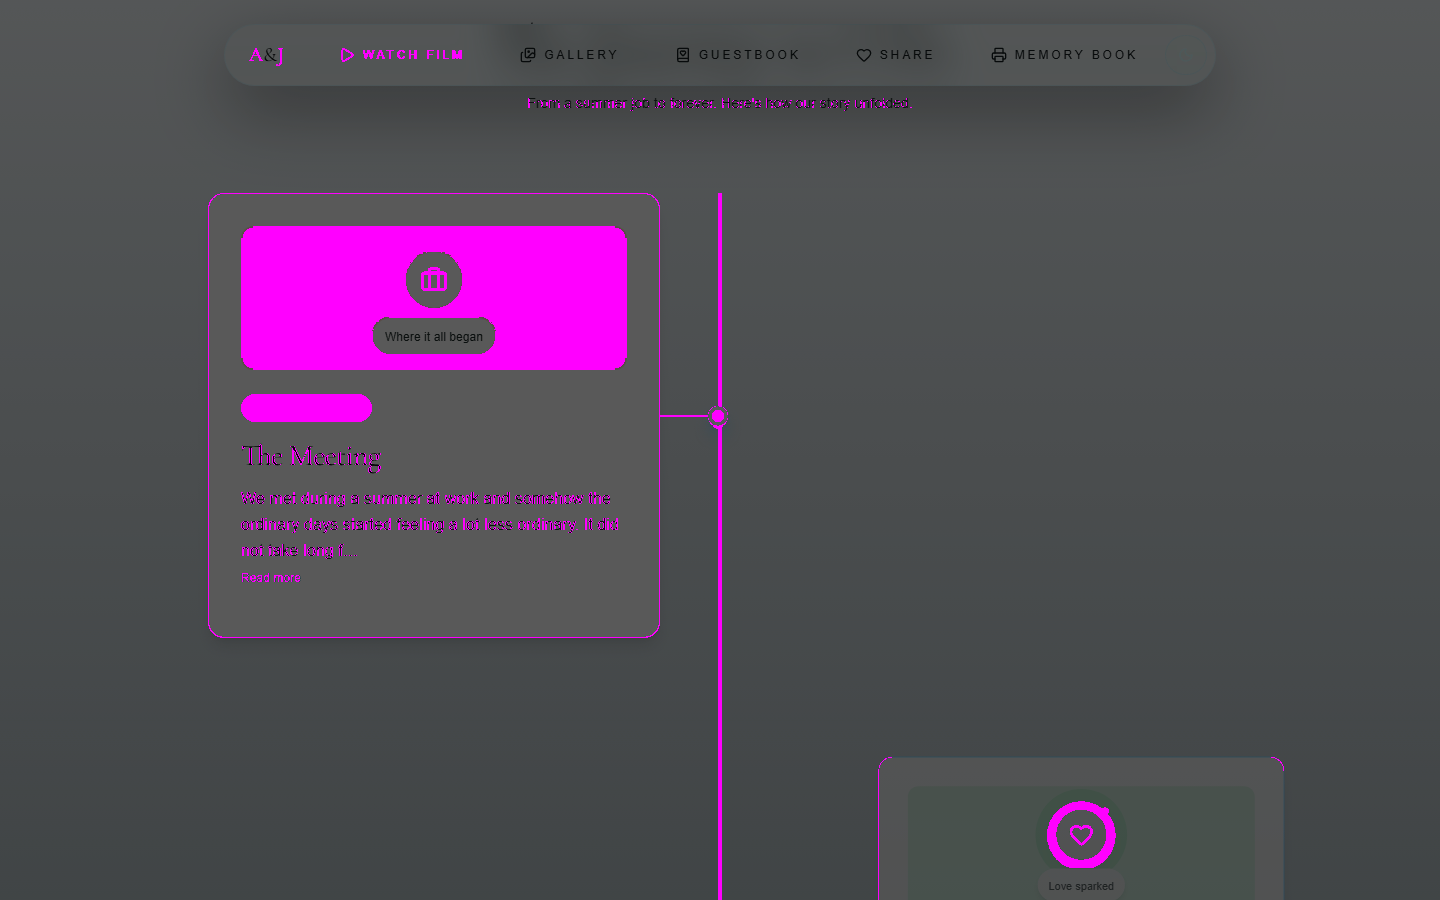 A&J
WATCH FILM
GALLERY
GUESTBOOK
SHARE
MEMORY BOOK
From a summer job to forever. Here's how our story unfolded.
Where it all began
The Meeting
We met during a summer at work and somehow the
ordinary days started feeling a lot less ordinary. It did
not take long f...
Read more
Love sparked